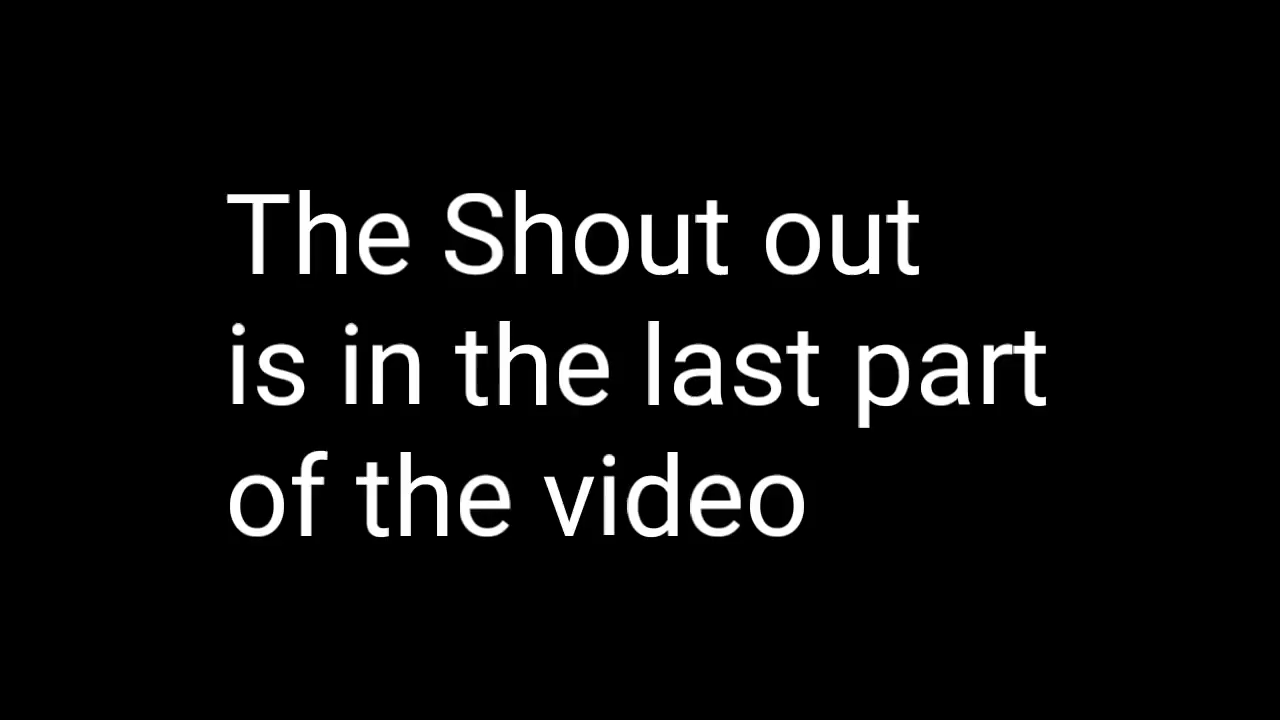 The Shout out
is in the last part
of the video